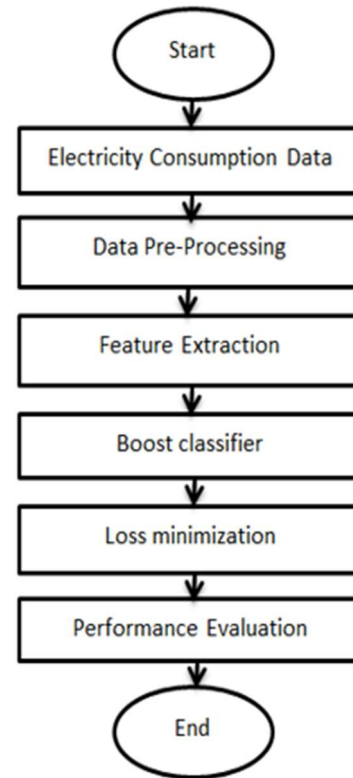 Start
Electricity Consumption Data
Data Pre-Processing
Feature Extraction
Boost classifier
Loss minimization
Performance Evaluation
End